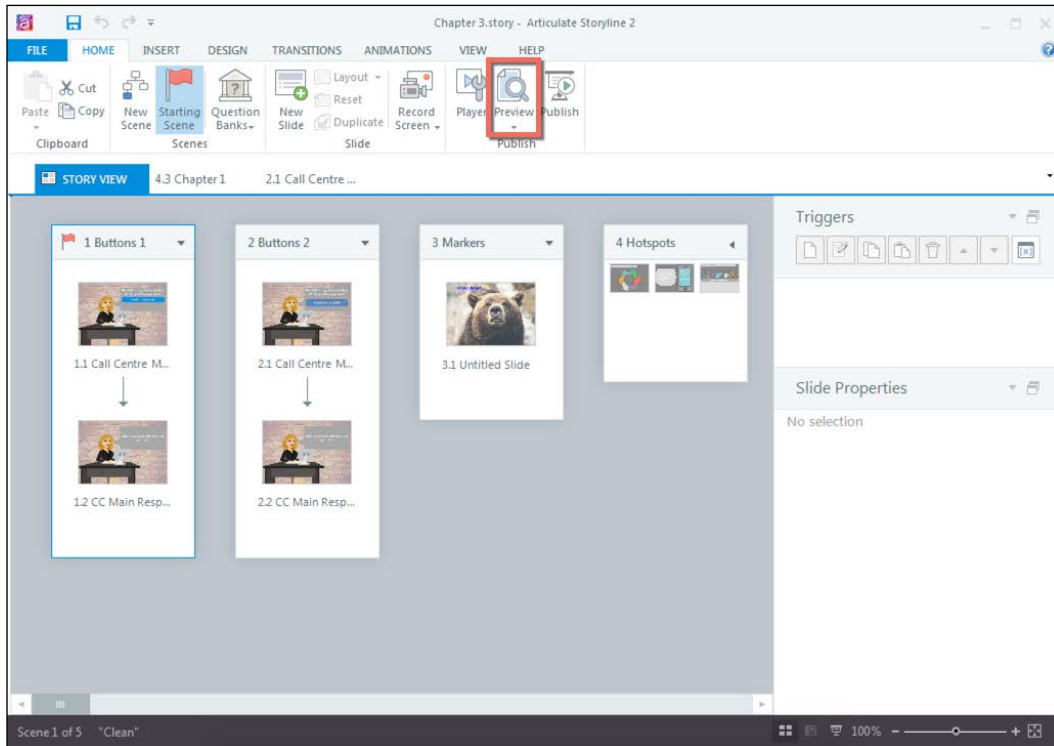 Chapter 3.story - Articulate Storyline 2
FILE HOME INSERT DESIGN TRANSITIONS ANIMATIONS VIEW HELP
Paste
Cut
Copy
Clipboard
New Scene
Starting Scene
Question Banks
Scenes
New Slide
Layout
Reset
Duplicate
Record Screen
Slide
Player
Preview
Publish
Publish
STORY VIEW 4.3 Chapter 1 2.1 Call Centre ...
1 Buttons 1
1.1 Call Centre M...
1.2 CC Main Resp...
2 Buttons 2
2.1 Call Centre M...
2.2 CC Main Resp...
3 Markers
3.1 Untitled Slide
4 Hotspots
Triggers
Slide Properties
No selection
Scene 1 of 5 "Clean" 100%